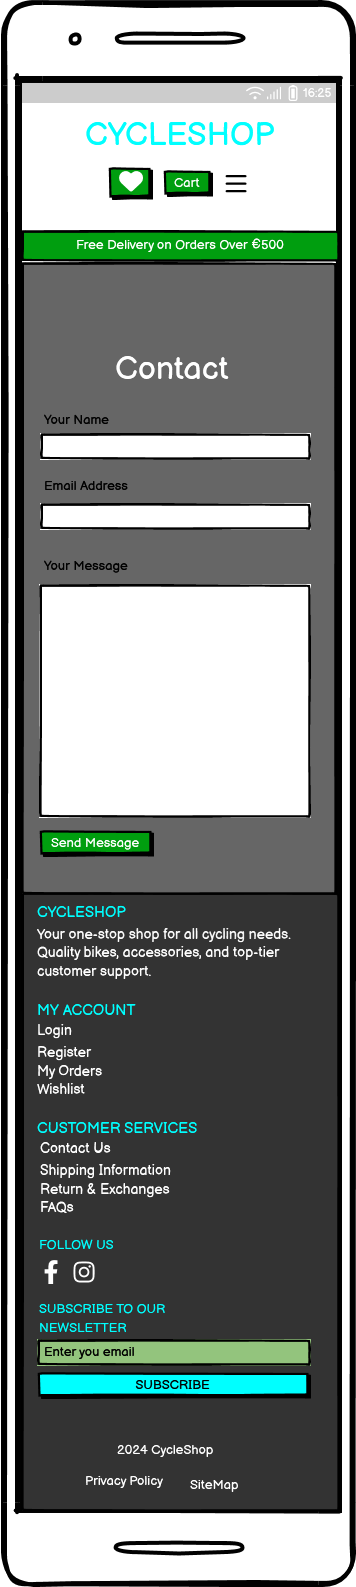 16:25
CYCLESHOP
Cart
Free Delivery on Orders Over €500
Contact
Your Name
Email Address
Your Message
Send Message
CYCLESHOP
Your one-stop shop for all cycling needs.
Quality bikes, accessories, and top-tier
customer support.
MY ACCOUNT
Login
Register
My Orders
Wishlist
CUSTOMER SERVICES
Contact Us
Shipping Information
Return & Exchanges
FAQs
FOLLOW US
SUBSCRIBE TO OUR
NEWSLETTER
Enter you email
SUBSCRIBE
2024 CycleShop
Privacy Policy SiteMap